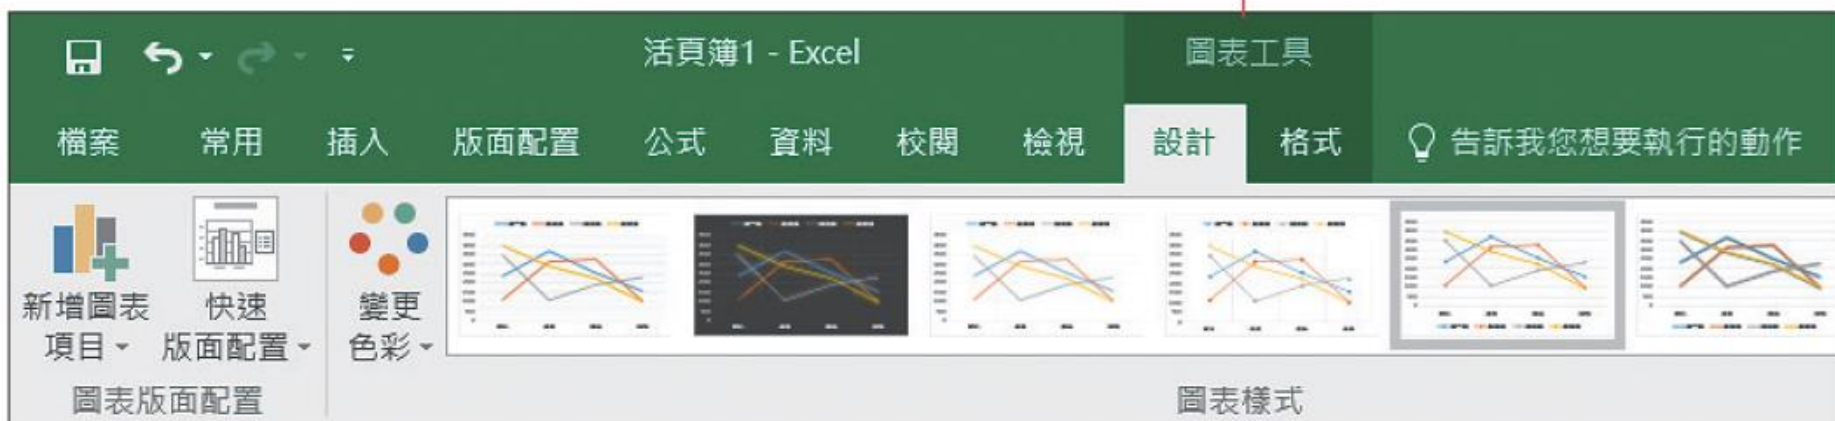 活頁簿1 - Excel
圖表工具
檔案 常用 插入 版面配置 公式 資料 校閱 檢視 設計 格式 告訴我您想要執行的動作
新增圖表
項目
快速
版面配置
變更
色彩
圖表版面配置
圖表樣式